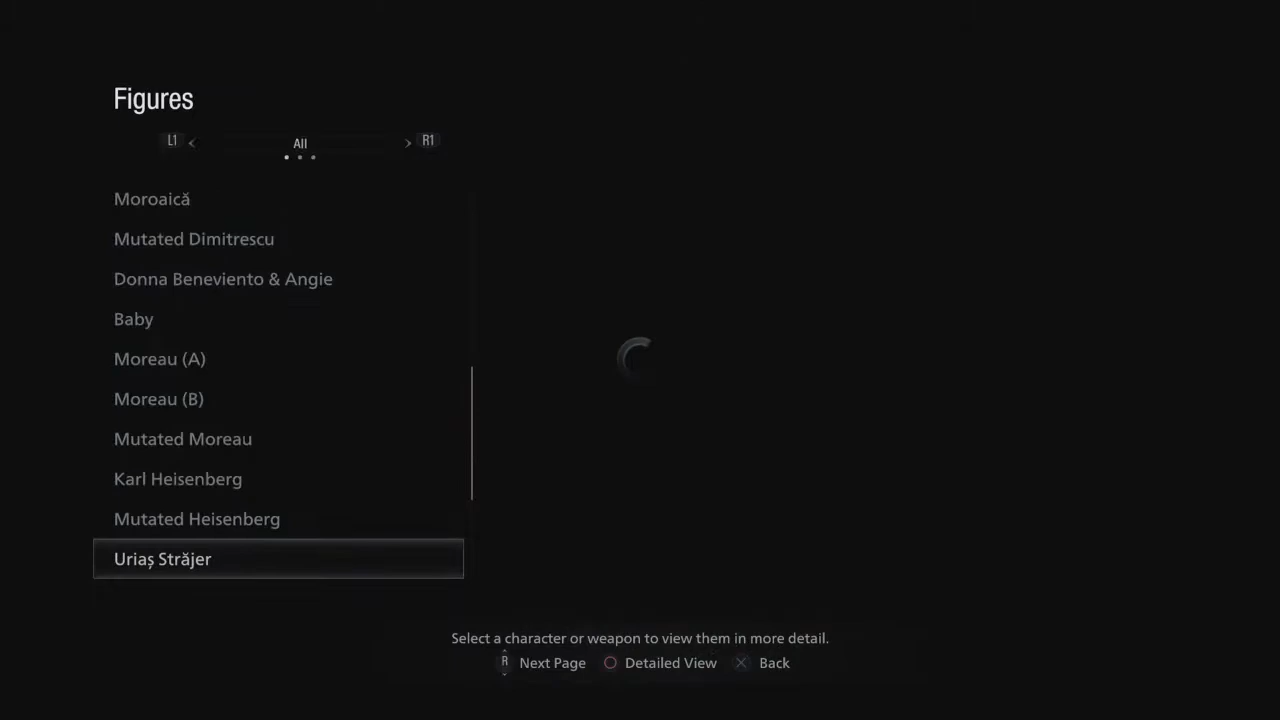 Figures
L1 < All > R1
Moroaică
Mutated Dimitrescu
Donna Beneviento & Angie
Baby
Moreau (A)
Moreau (B)
Mutated Moreau
Karl Heisenberg
Mutated Heisenberg
Uriaș Străjer
Select a character or weapon to view them in more detail.
R Next Page Detailed View Back